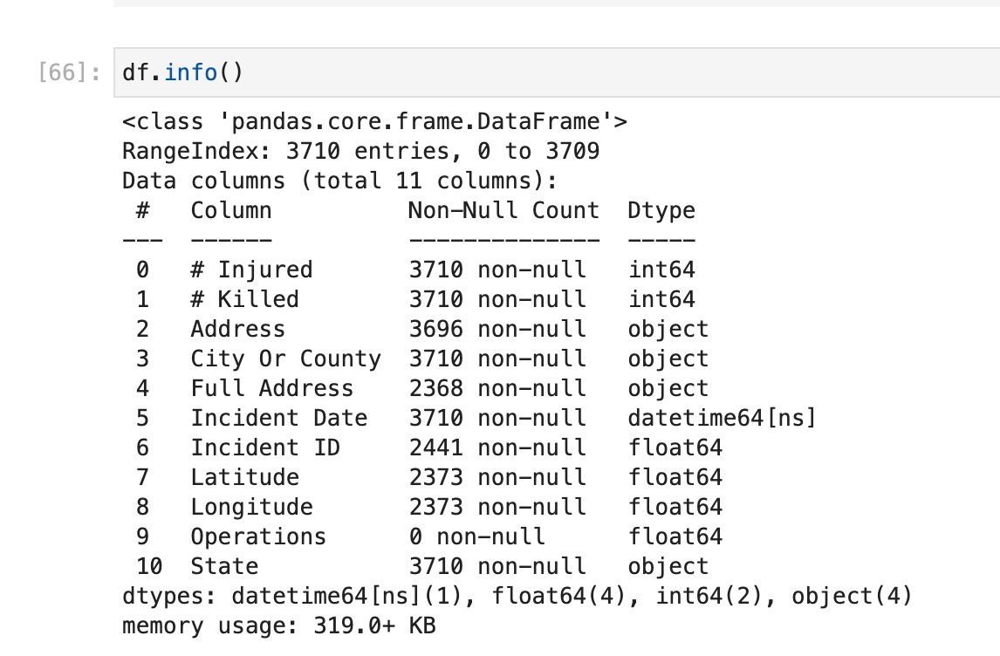 [66]: df.info()
<class 'pandas.core.frame.DataFrame'>
RangeIndex: 3710 entries, 0 to 3709
Data columns (total 11 columns):
 #   Column          Non-Null Count  Dtype
---  ------          --------------  -----
 0   # Injured       3710 non-null   int64
 1   # Killed        3710 non-null   int64
 2   Address         3696 non-null   object
 3   City Or County  3710 non-null   object
 4   Full Address    2368 non-null   object
 5   Incident Date   3710 non-null   datetime64[ns]
 6   Incident ID     2441 non-null   float64
 7   Latitude        2373 non-null   float64
 8   Longitude       2373 non-null   float64
 9   Operations      0 non-null      float64
 10  State           3710 non-null   object
dtypes: datetime64[ns](1), float64(4), int64(2), object(4)
memory usage: 319.0+ KB